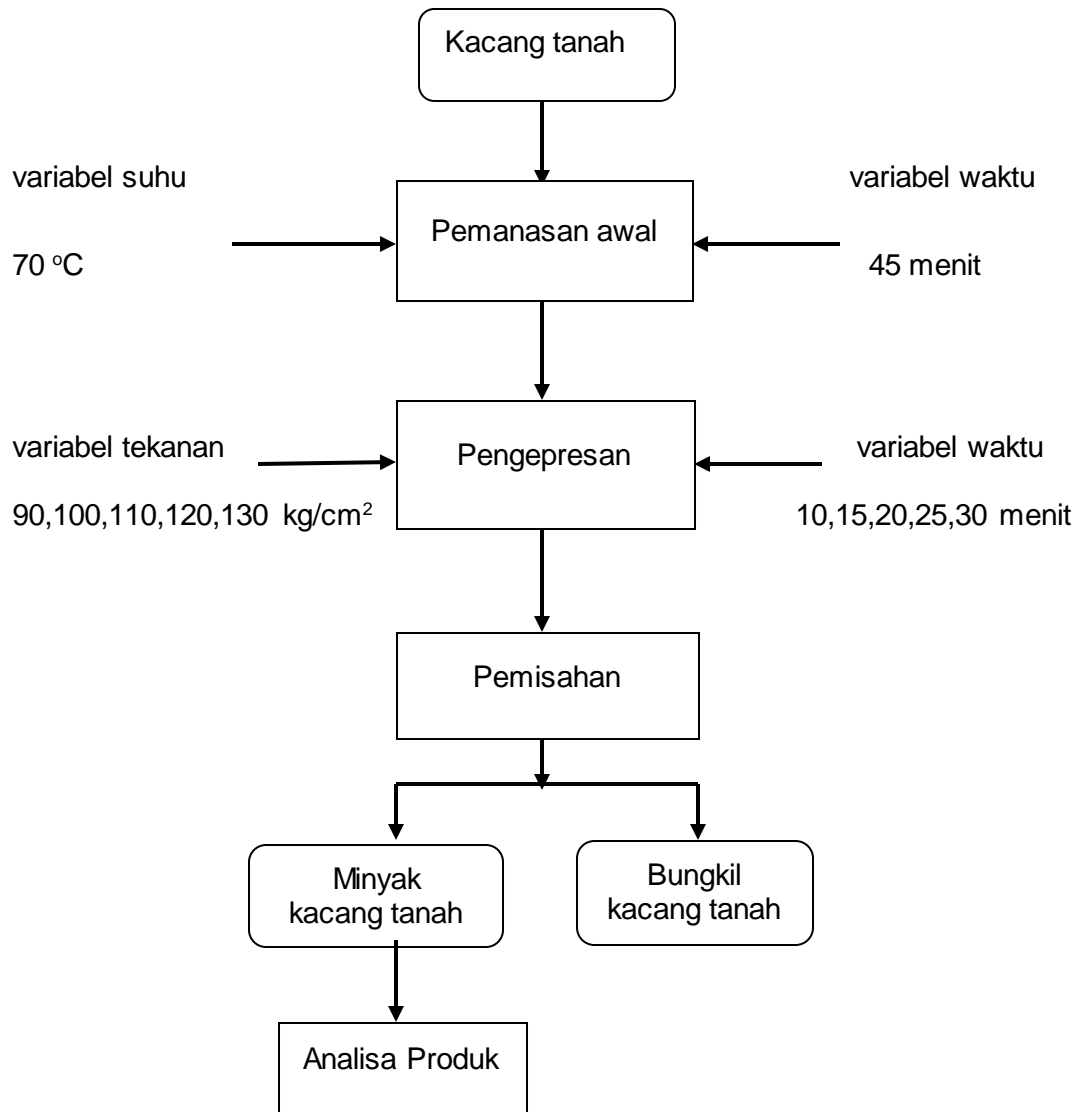 Kacang tanah
variabel suhu
variabel waktu
Pemanasan awal
70 °C
45 menit
variabel tekanan
Pengepresan
variabel waktu
90,100,110,120,130 kg/cm²
10,15,20,25,30 menit
Pemisahan
Minyak
kacang tanah
Bungkil
kacang tanah
Analisa Produk